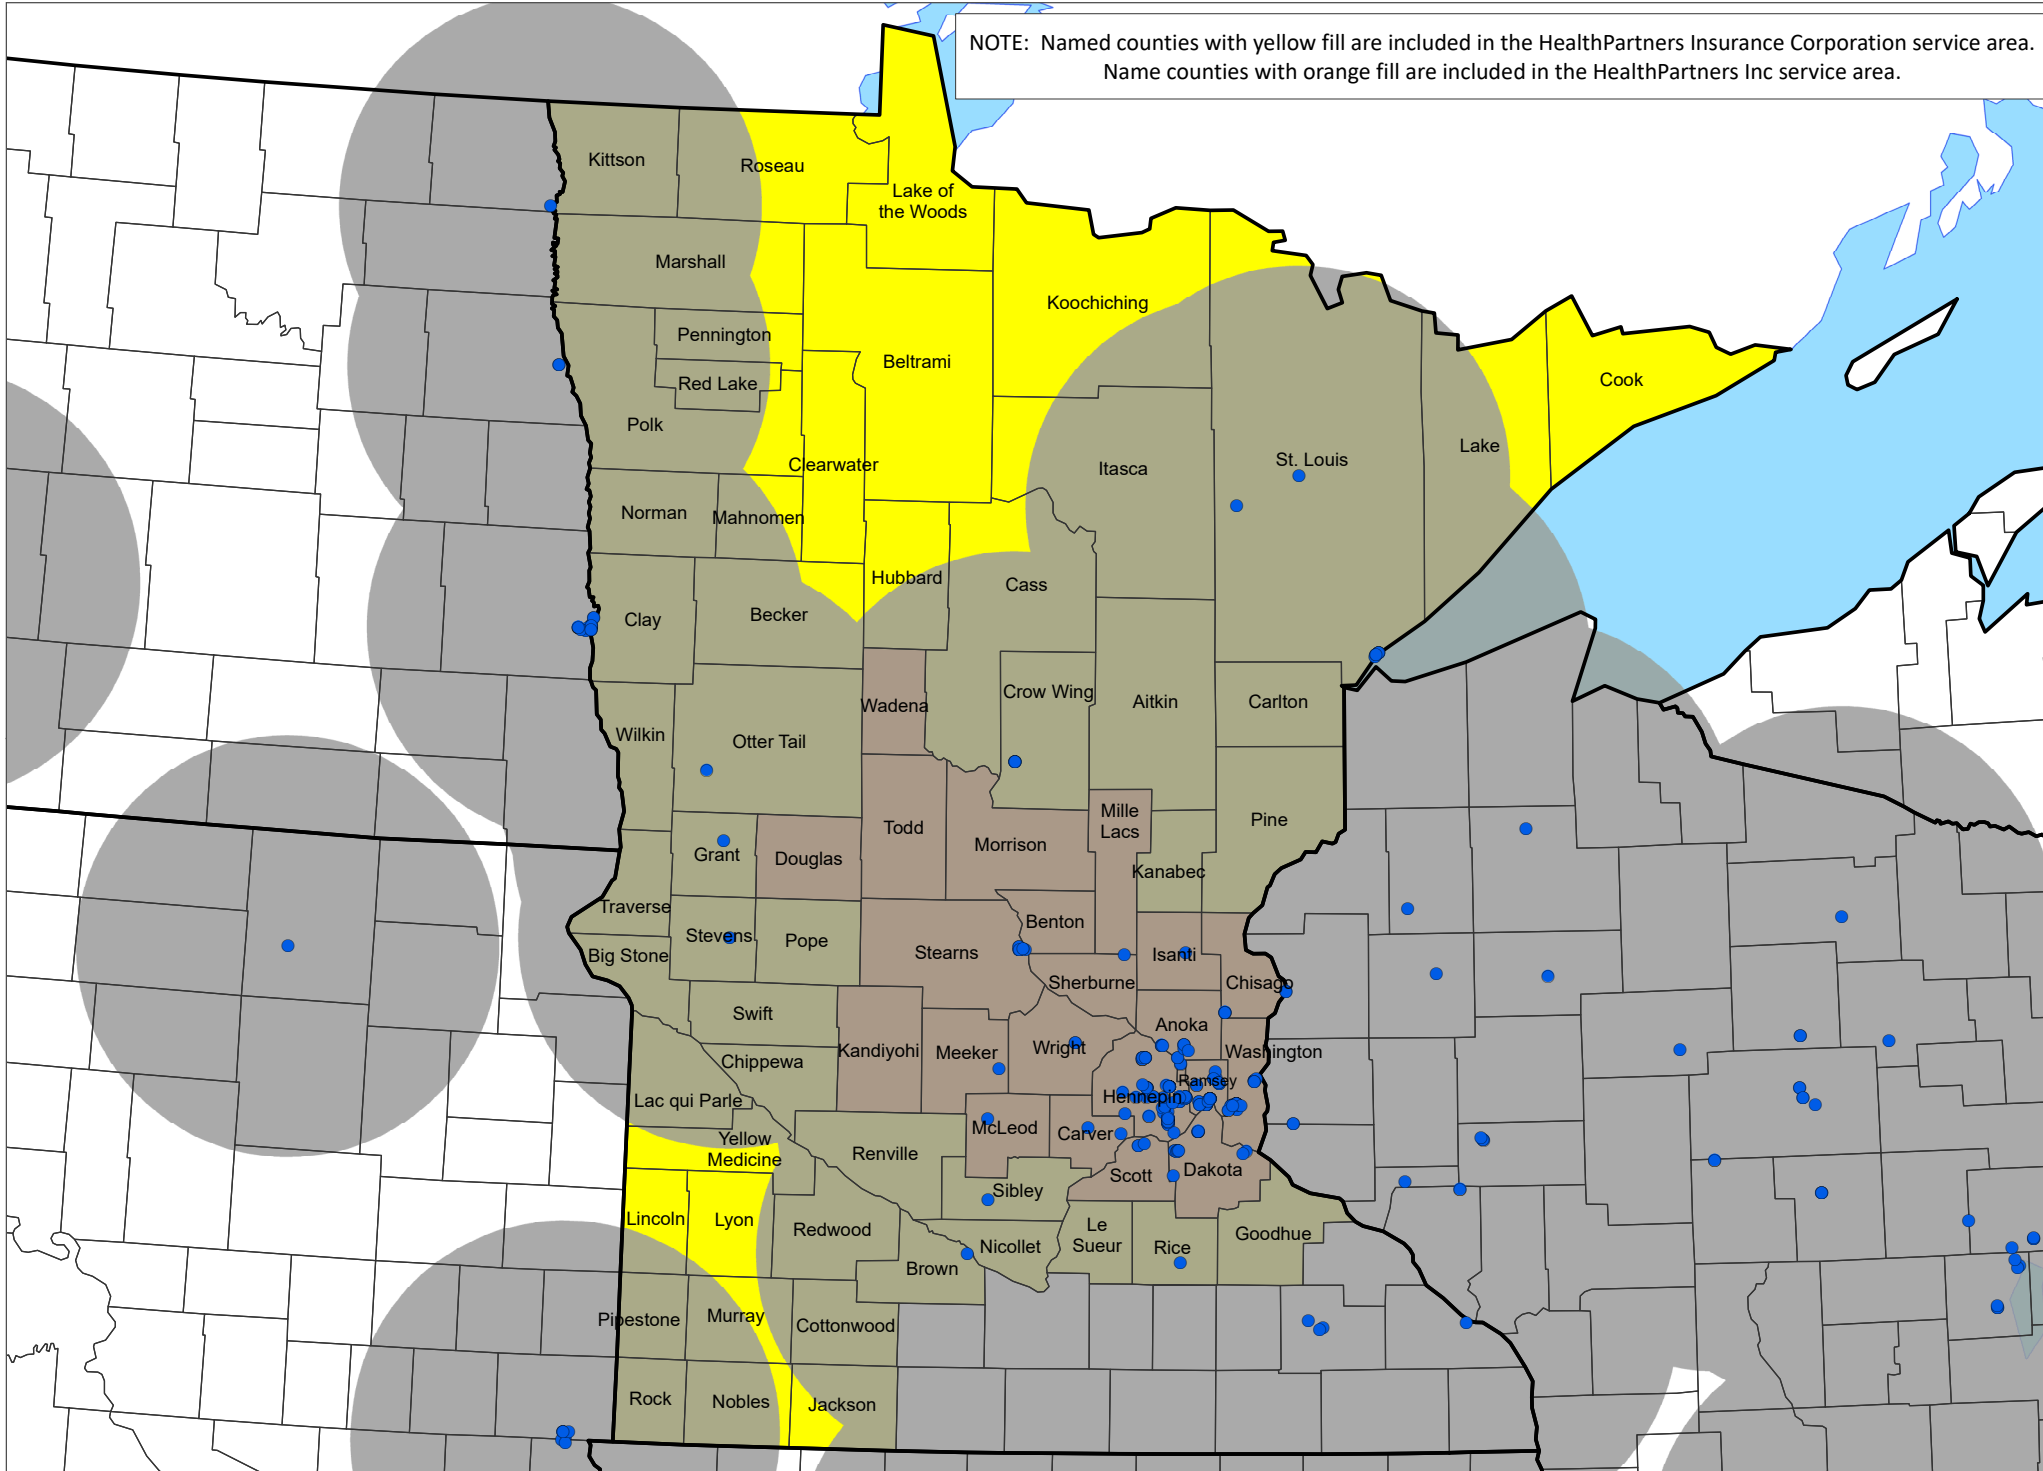 NOTE: Named counties with yellow fill are included in the HealthPartners Insurance Corporation service area.
Name counties with orange fill are included in the HealthPartners Inc service area.
Kittson
Roseau
Lake of
the Woods
Marshall
Koochiching
Pennington
Beltrami
Red Lake
Cook
Polk
Lake
Clearwater
Itasca
St. Louis
Norman
Mahnomen
Hubbard
Cass
Clay
Becker
Wadena
Crow Wing
Aitkin
Carlton
Wilkin
Otter Tail
Mille
Lacs
Pine
Todd
Morrison
Grant
Douglas
Kanabec
Traverse
Benton
Stevens
Pope
Stearns
Isanti
Big Stone
Sherburne
Chisago
Swift
Anoka
Kandiyohi
Meeker
Wright
Washington
Chippewa
Ramsey
Hennepin
Lac qui Parle
McLeod
Carver
Yellow
Medicine
Renville
Scott
Dakota
Sibley
Lincoln
Lyon
Redwood
Le
Sueur
Goodhue
Nicollet
Rice
Brown
Pipestone
Murray
Cottonwood
Rock
Nobles
Jackson